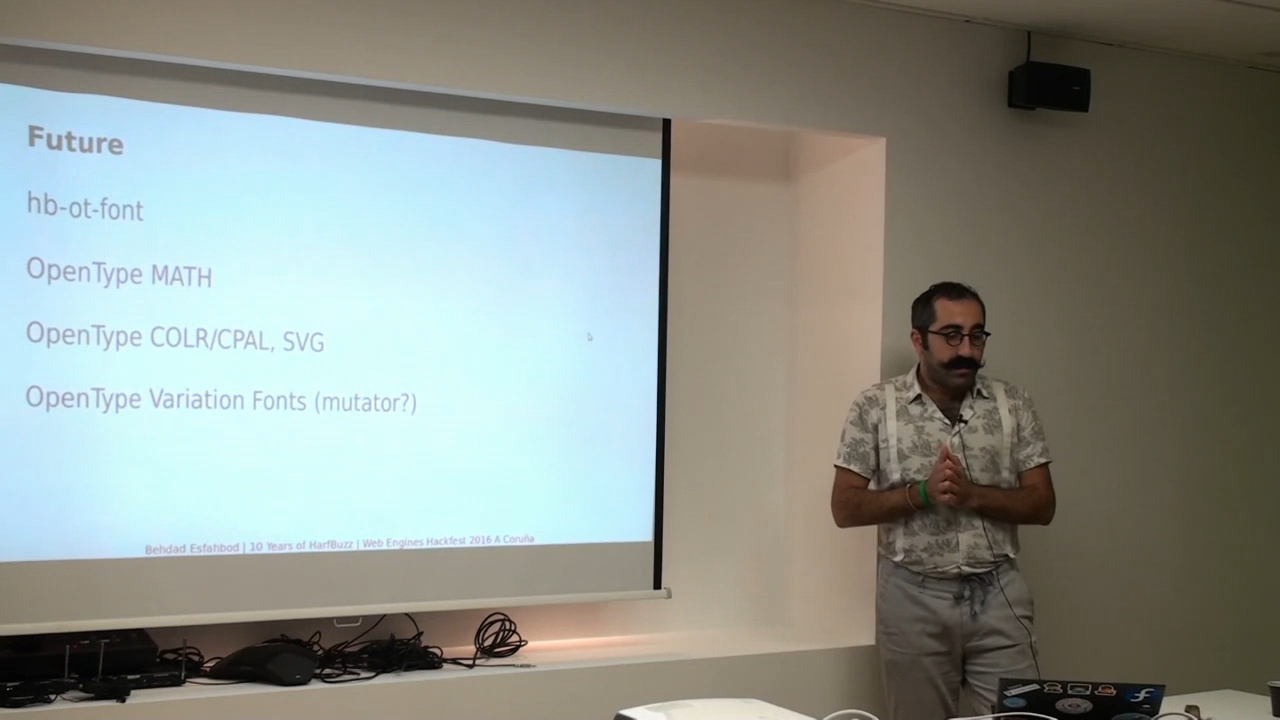 Future
hb-ot-font
OpenType MATH
OpenType COLR/CPAL, SVG
OpenType Variation Fonts (mutator?)
Behdad Esfahbod | 10 Years of HarfBuzz | Web Engines Hackfest 2016 A Coruña